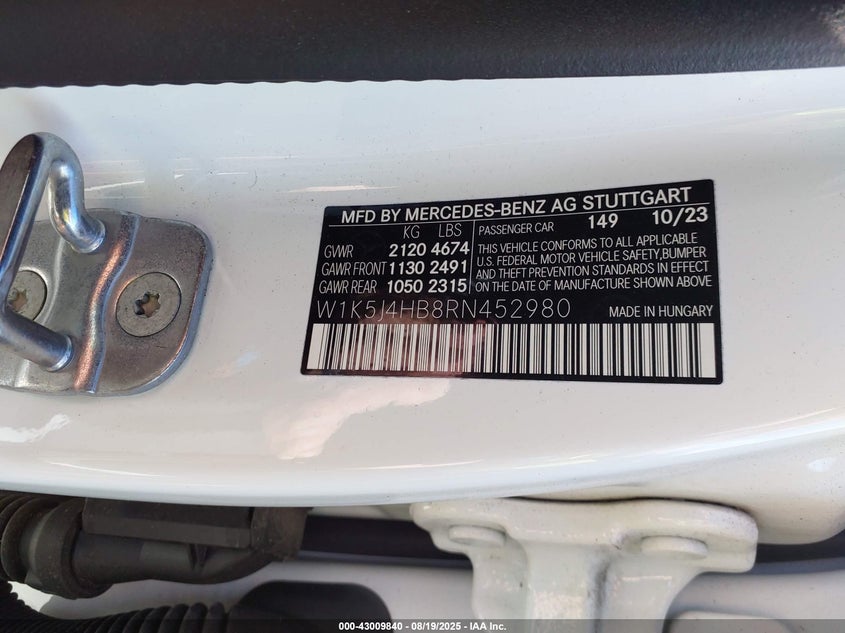 MFD BY MERCEDES-BENZ AG STUTTGART
KG LBS PASSENGER CAR 149 10/23
GVWR 2120 4674
GAWR FRONT 1130 2491
GAWR REAR 1050 2315
THIS VEHICLE CONFORMS TO ALL APPLICABLE
U.S. FEDERAL MOTOR VEHICLE SAFETY,BUMPER
AND THEFT PREVENTION STANDARDS IN EFFECT
ON THE DATE OF MANUFACTURE SHOWN ABOVE
W1K5J4HB8RN452980 MADE IN HUNGARY
000-43009840 - 08/19/2025 - IAA Inc.